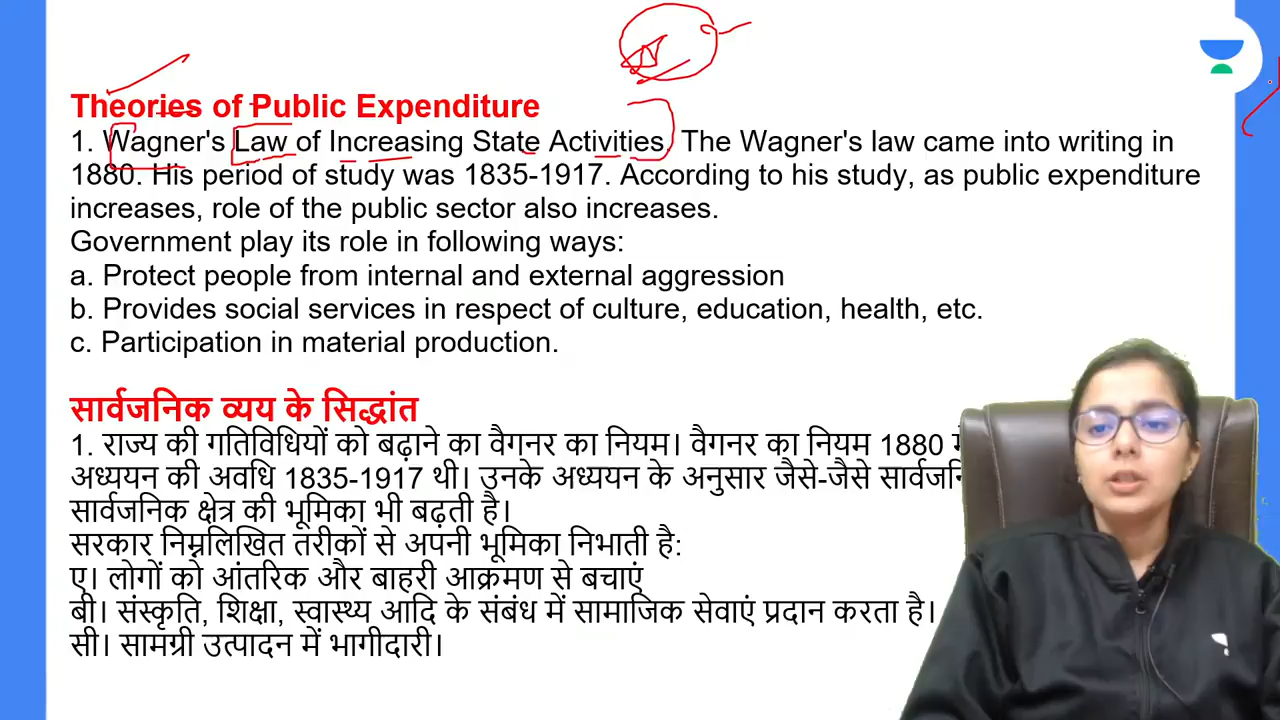 Theories of Public Expenditure
1. Wagner's Law of Increasing State Activities. The Wagner's law came into writing in
1880. His period of study was 1835-1917. According to his study, as public expenditure
increases, role of the public sector also increases.
Government play its role in following ways:
a. Protect people from internal and external aggression
b. Provides social services in respect of culture, education, health, etc.
c. Participation in material production.
सार्वजनिक व्यय के सिद्धांत
1. राज्य की गतिविधियों को बढ़ाने का वैगनर का नियम। वैगनर का नियम 1880
अध्ययन की अवधि 1835-1917 थी। उनके अध्ययन के अनुसार जैसे-जैसे
सार्वजनिक क्षेत्र की भूमिका भी बढ़ती है।
सरकार निम्नलिखित तरीकों से अपनी भूमिका निभाती है:
ए। लोगों को आंतरिक और बाहरी आक्रमण से बचाएं
बी। संस्कृति, शिक्षा, स्वास्थ्य आदि के संबंध में सामाजिक सेवाएं प्रदान करता है।
सी। सामग्री उत्पादन में भागीदारी।